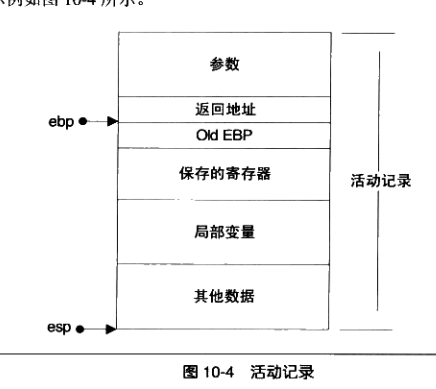 示例如图 10-4 所示。
参数
返回地址
ebp
Old EBP
保存的寄存器
活动记录
局部变量
其他数据
esp
图 10-4 活动记录